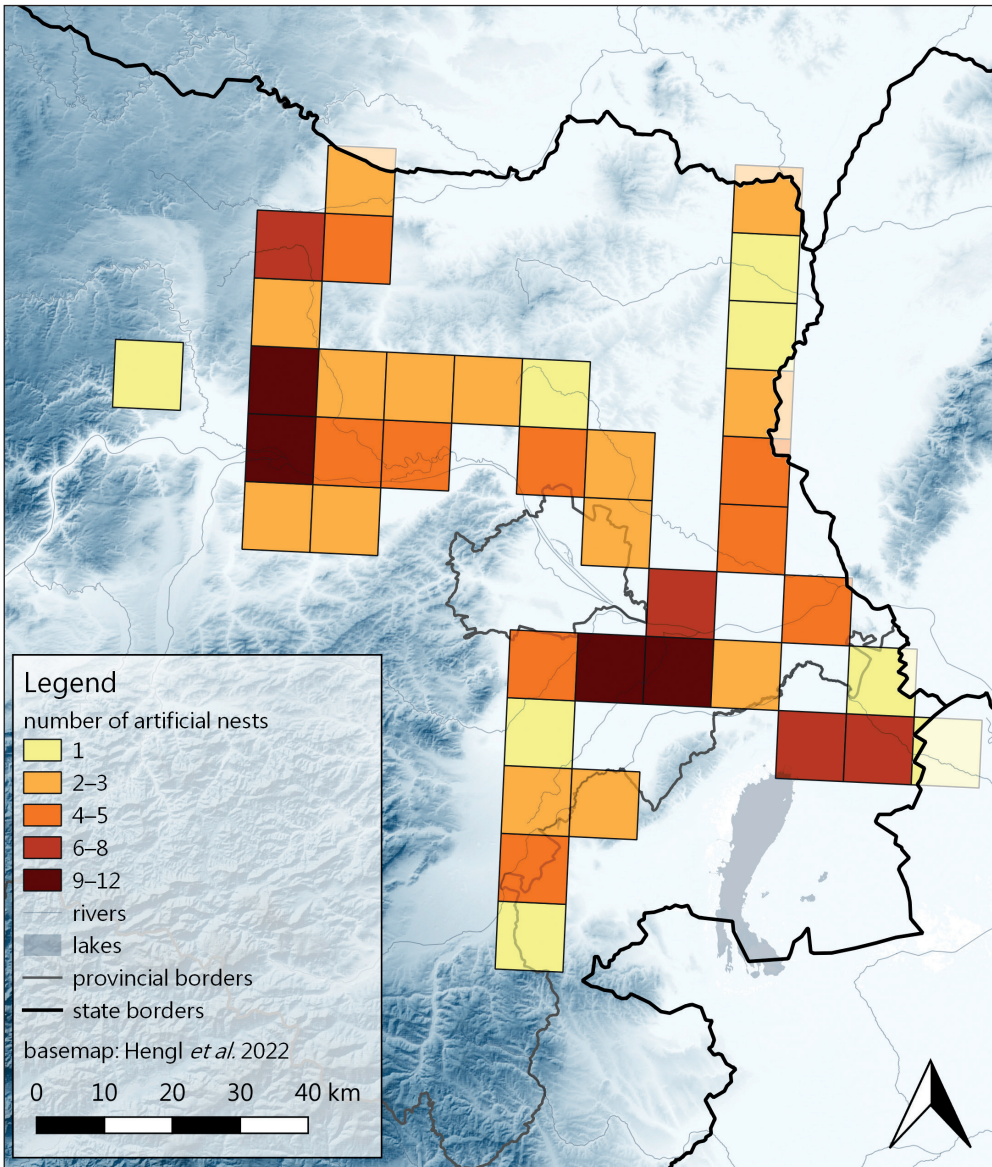 Legend
number of artificial nests
1
2–3
4–5
6–8
9–12
rivers
lakes
provincial borders
state borders
basemap: Hengl et al. 2022
0 10 20 30 40 km